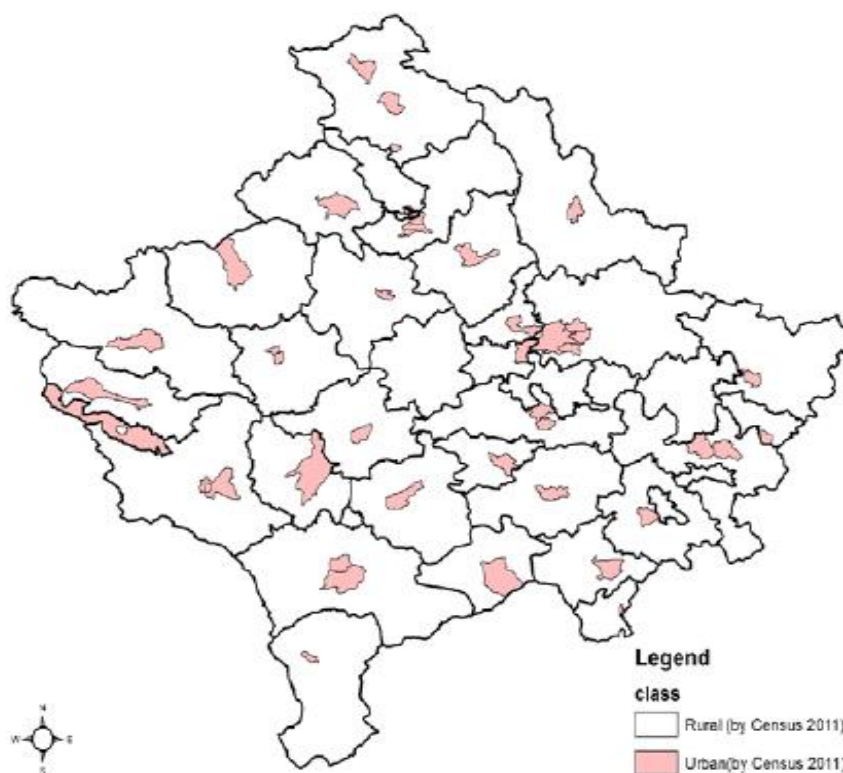 N
W E
S
Legend
class
Rural (by Census 2011)
Urban(by Census 2011)